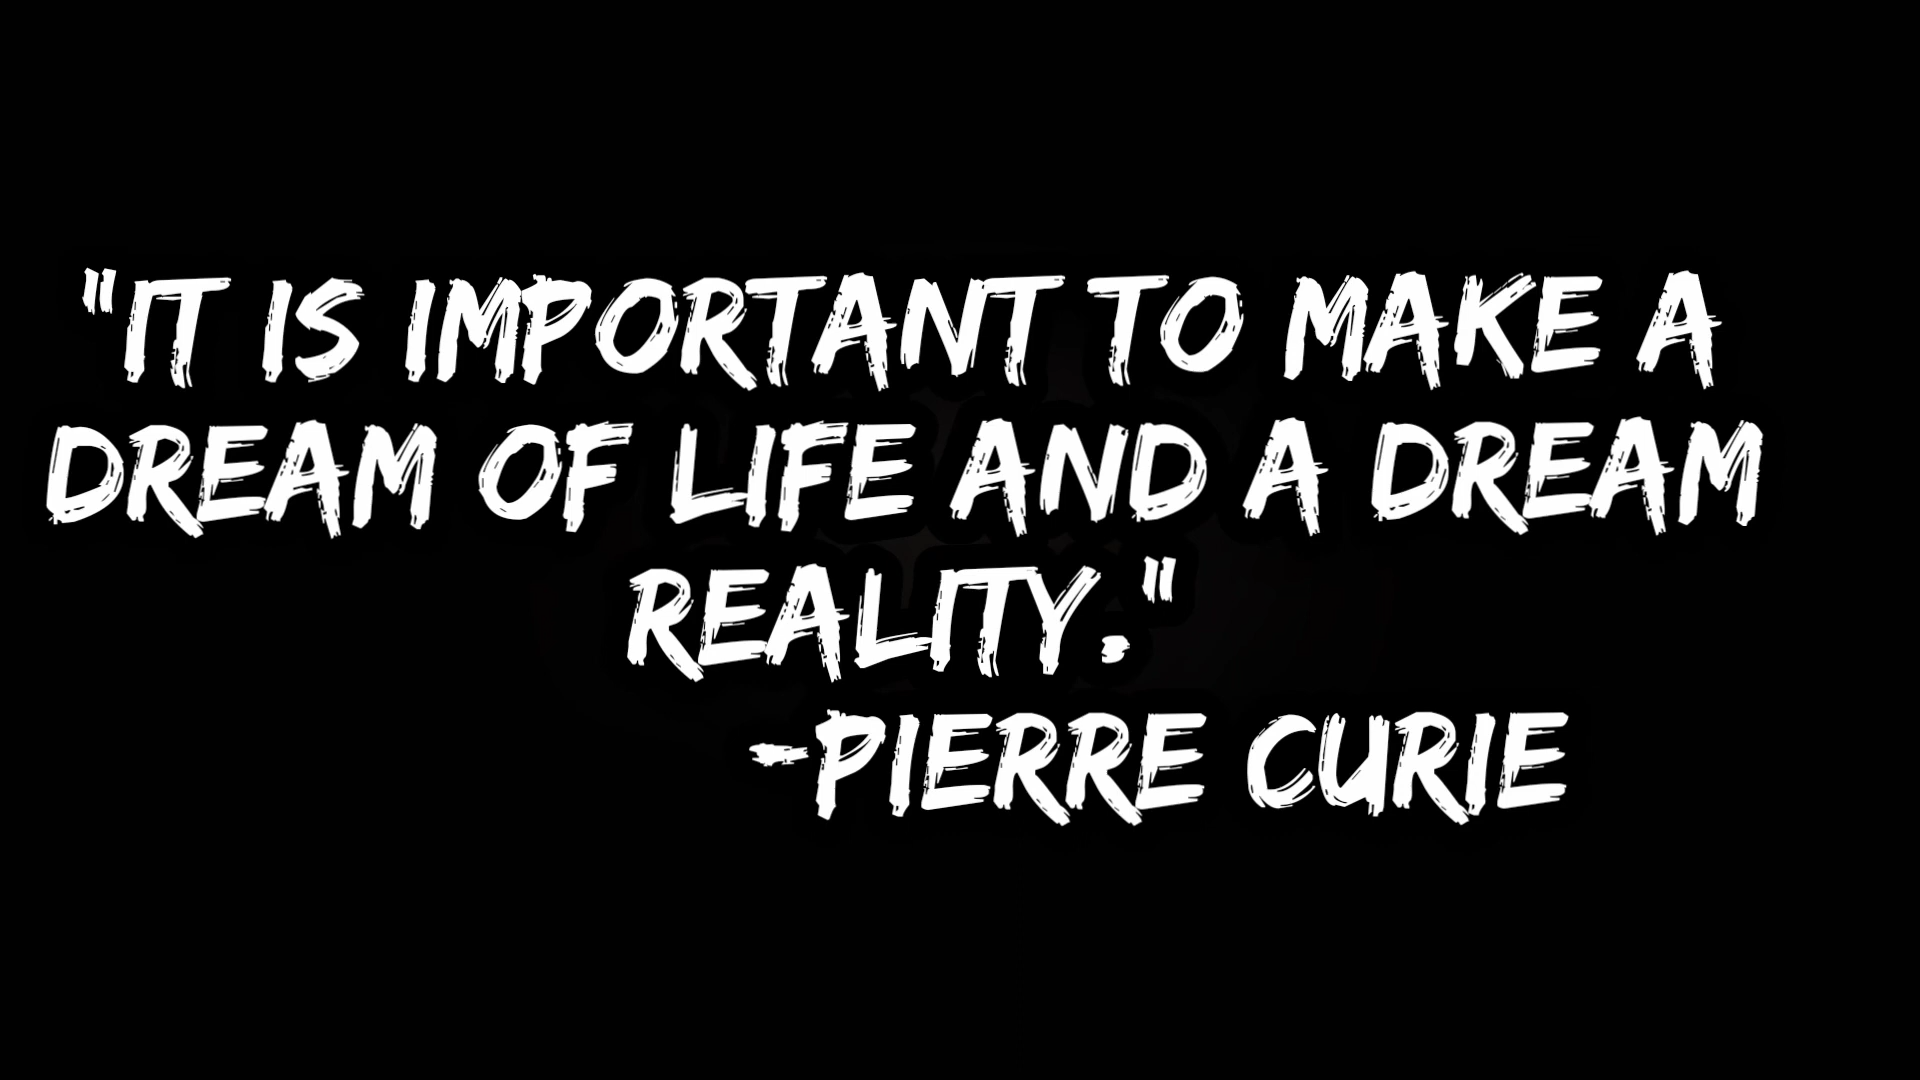 "IT IS IMPORTANT TO MAKE A
DREAM OF LIFE AND A DREAM
REALITY."
-PIERRE CURIE